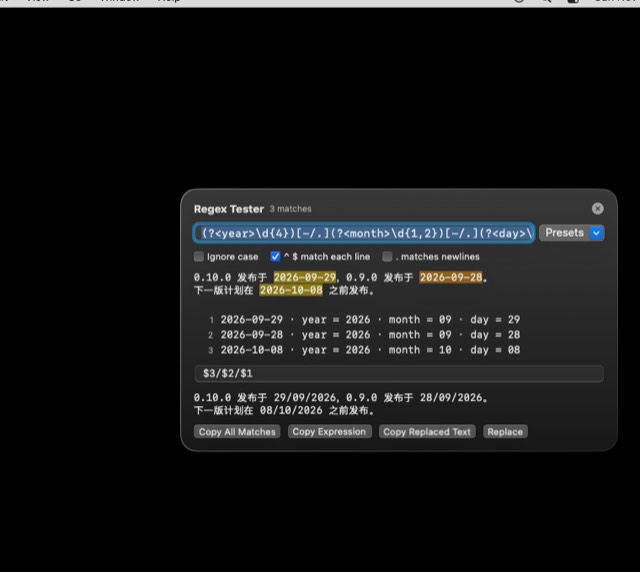 Window Help
Regex Tester 3 matches
(?<year>\d{4})[-/.](?<month>\d{1,2})[-/.](?<day>\
Presets
Ignore case ^ $ match each line . matches newlines
0.10.0 发布于 2026-09-29, 0.9.0 发布于 2026-09-28。
下一版计划在 2026-10-08 之前发布。
1 2026-09-29 · year = 2026 · month = 09 · day = 29
2 2026-09-28 · year = 2026 · month = 09 · day = 28
3 2026-10-08 · year = 2026 · month = 10 · day = 08
$3/$2/$1
0.10.0 发布于 29/09/2026, 0.9.0 发布于 28/09/2026。
下一版计划在 08/10/2026 之前发布。
Copy All Matches Copy Expression Copy Replaced Text Replace